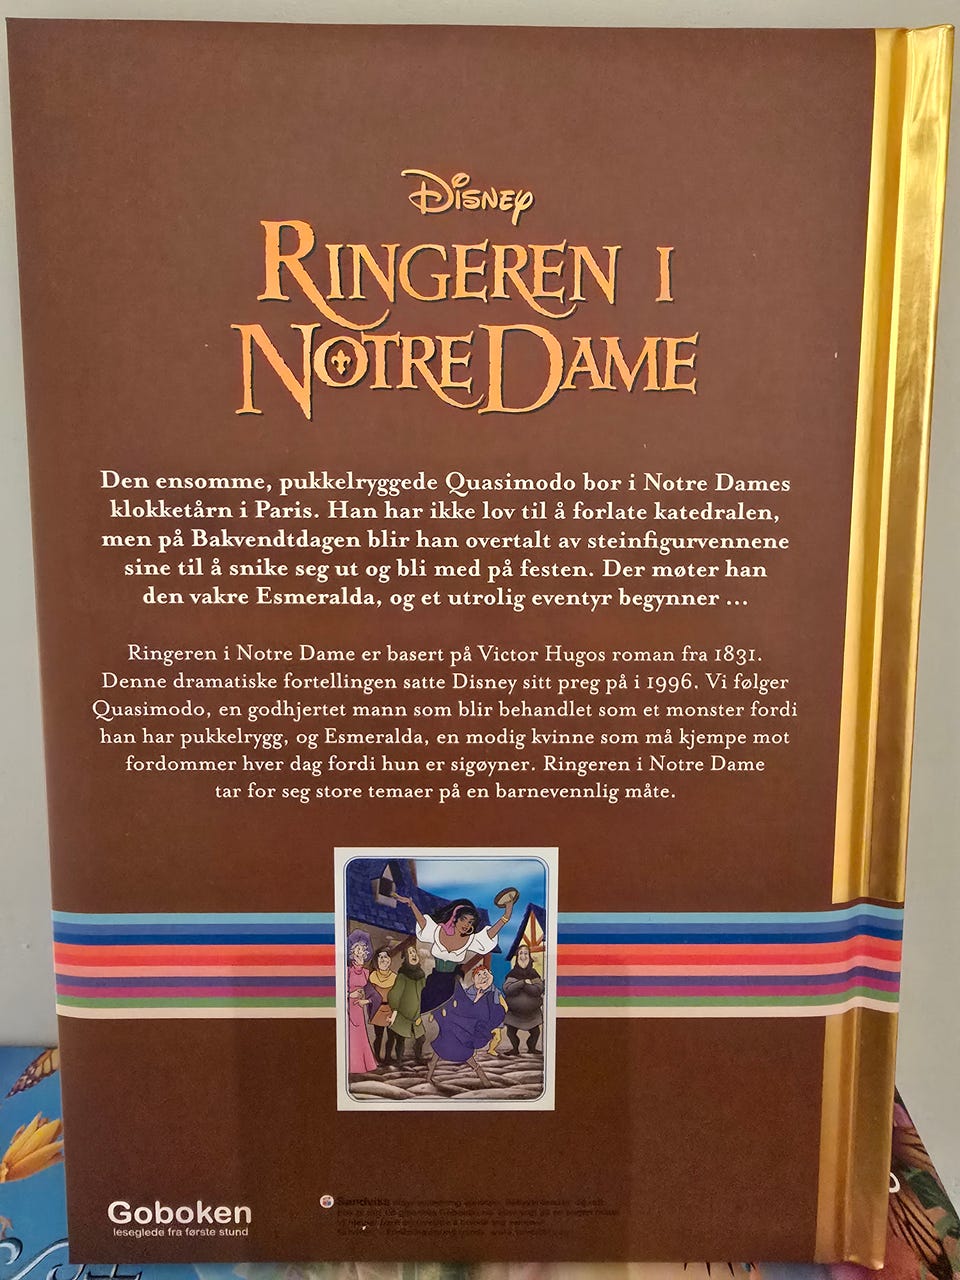 Disney
Ringeren i
Notre Dame
Den ensomme, pukkelryggede Quasimodo bor i Notre Dames
klokketårn i Paris. Han har ikke lov til å forlate katedralen,
men på Bakvendtdagen blir han overtalt av steinfigurvennene
sine til å snike seg ut og bli med på festen. Der møter han
den vakre Esmeralda, og et utrolig eventyr begynner ...
Ringeren i Notre Dame er basert på Victor Hugos roman fra 1831.
Denne dramatiske fortellingen satte Disney sitt preg på i 1996. Vi følger
Quasimodo, en godhjertet mann som blir behandlet som et monster fordi
han har pukkelrygg, og Esmeralda, en modig kvinne som må kjempe mot
fordommer hver dag fordi hun er sigøyner. Ringeren i Notre Dame
tar for seg store temaer på en barnevennlig måte.
Goboken
leseglede fra første stund
Sandvika